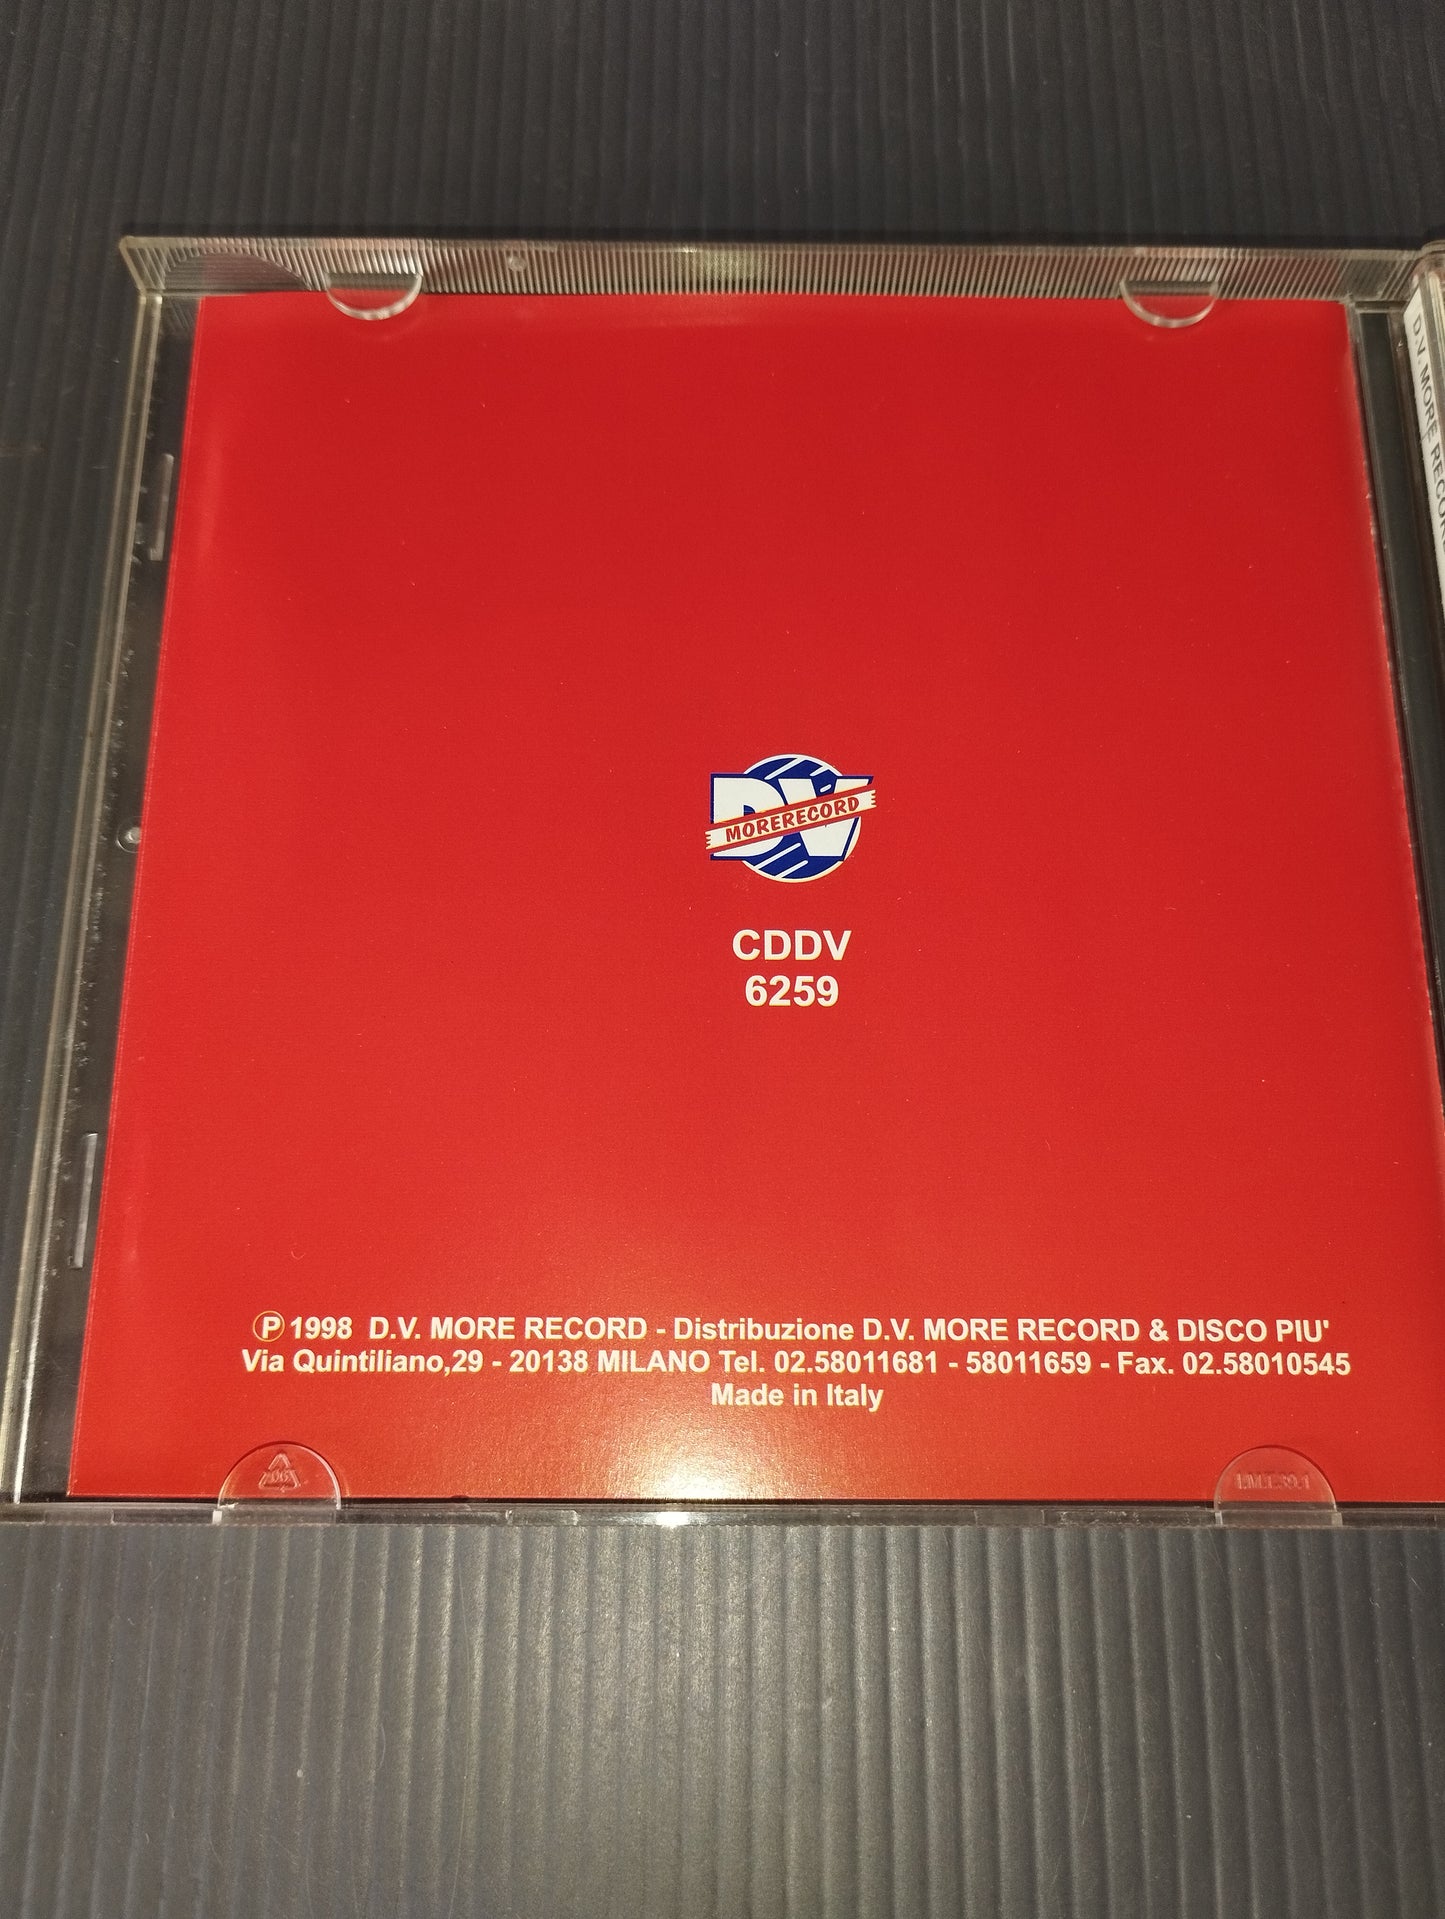 DV
MORERECORD
CDDV
6259
℗ 1998 D.V. MORE RECORD - Distribuzione D.V. MORE RECORD & DISCO PIU'
Via Quintiliano,29 - 20138 MILANO Tel. 02.58011681 - 58011659 - Fax. 02.58010545
Made in Italy
D.V. MORE